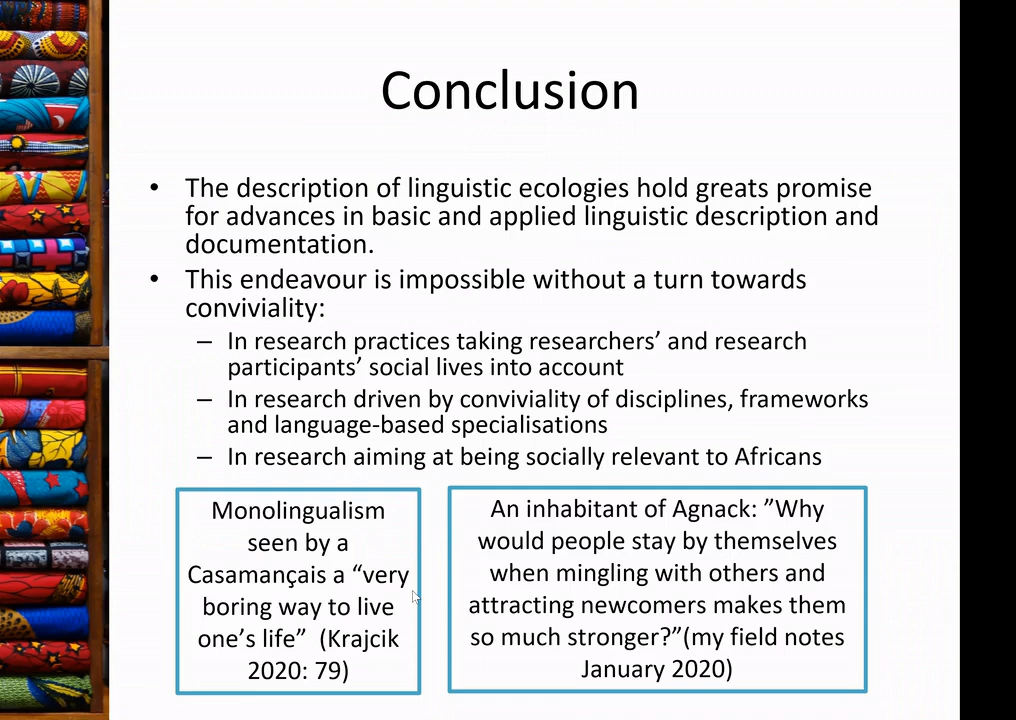 Conclusion
• The description of linguistic ecologies hold greats promise
for advances in basic and applied linguistic description and
documentation.
• This endeavour is impossible without a turn towards
conviviality:
– In research practices taking researchers’ and research
participants’ social lives into account
– In research driven by conviviality of disciplines, frameworks
and language-based specialisations
– In research aiming at being socially relevant to Africans
Monolingualism
seen by a
Casamançais a “very
boring way to live
one’s life” (Krajcik
2020: 79)
An inhabitant of Agnack: ”Why
would people stay by themselves
when mingling with others and
attracting newcomers makes them
so much stronger?”(my field notes
January 2020)